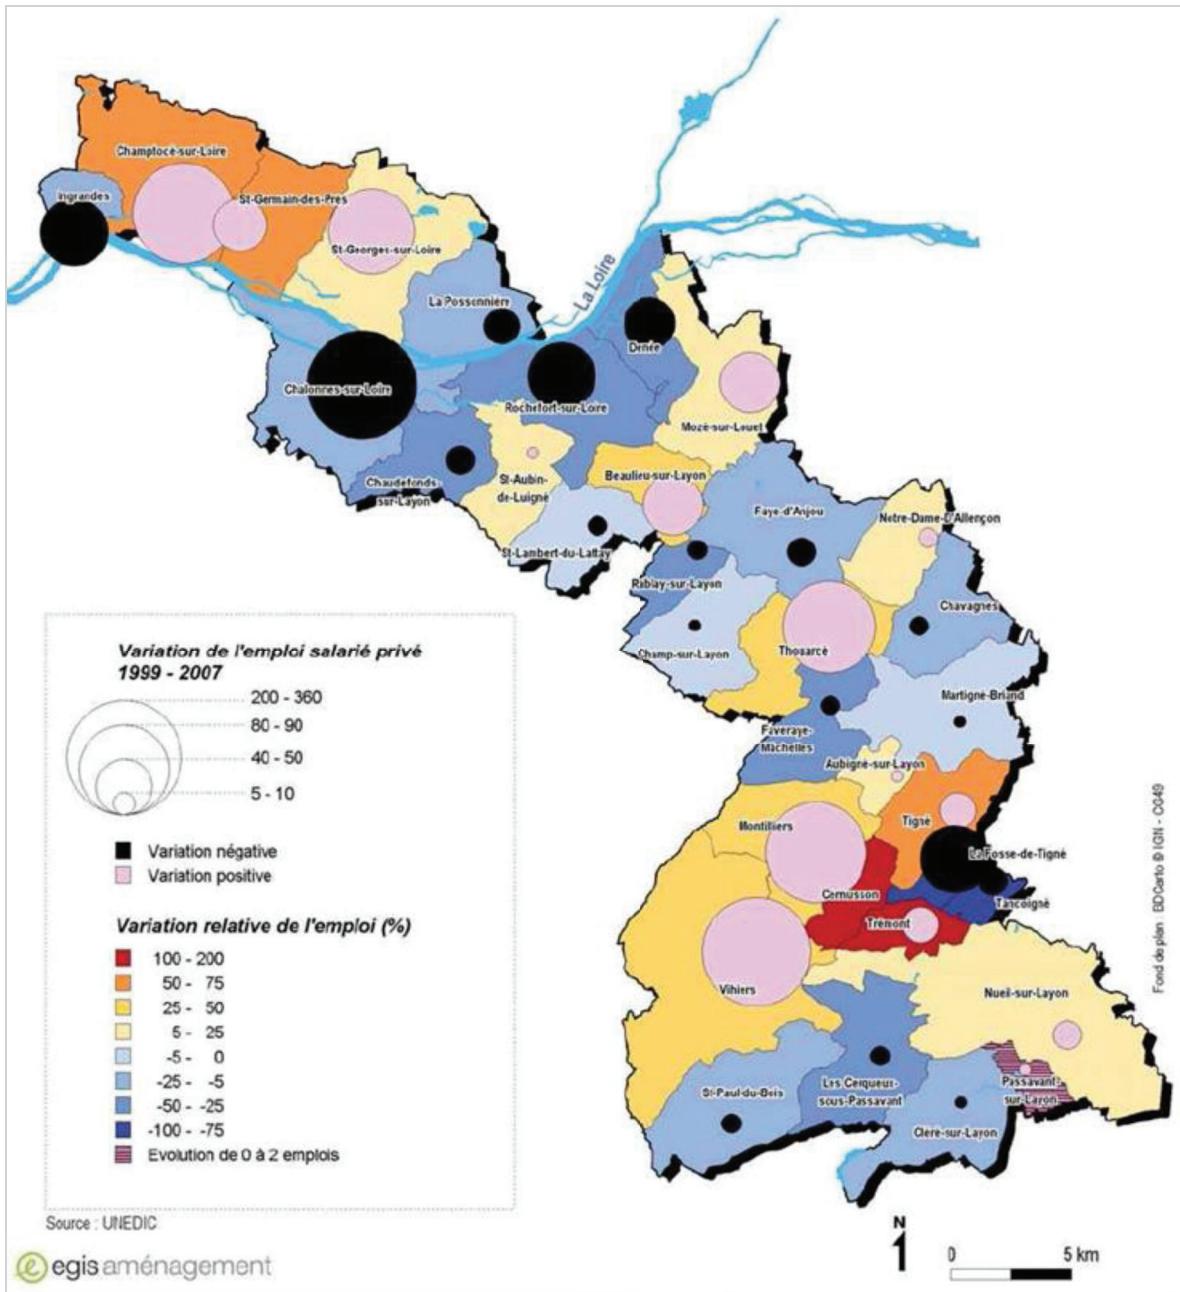 Champtocé-sur-Loire
Ingrandes
St-Germain-des-Prés
St-Georges-sur-Loire
La Possonnière
La Loire
Denée
Chalonnes-sur-Loire
Rochefort-sur-Loire
Mozé-sur-Louet
Chaudefonds-
sur-Layon
St-Aubin-
de-Luigné
Beaulieu-sur-Layon
Faye-d'Anjou
Notre-Dame-D'Allençon
St-Lambert-du-Lattay
Rablay-sur-Layon
Chavagnes
Champ-sur-Layon
Thouarcé
Martigné-Briand
Faveraye-
Machelles
Aubigné-sur-Layon
Montilliers
Tigné
La Fosse-de-Tigné
Cernusson
Tancoigné
Trémont
Vihiers
Nueil-sur-Layon
St-Paul-du-Bois
Les Cerqueux-
sous-Passavant
Passavant-
sur-Layon
Cléré-sur-Layon
Variation de l'emploi salarié privé
1999 - 2007
200 - 360
80 - 90
40 - 50
5 - 10
Variation négative
Variation positive
Variation relative de l'emploi (%)
100 - 200
50 - 75
25 - 50
5 - 25
-5 - 0
-25 - -5
-50 - -25
-100 - -75
Evolution de 0 à 2 emplois
Source : UNEDIC
egis aménagement
N
0 5 km
Fond de plan : BDCarto © IGN - CG49